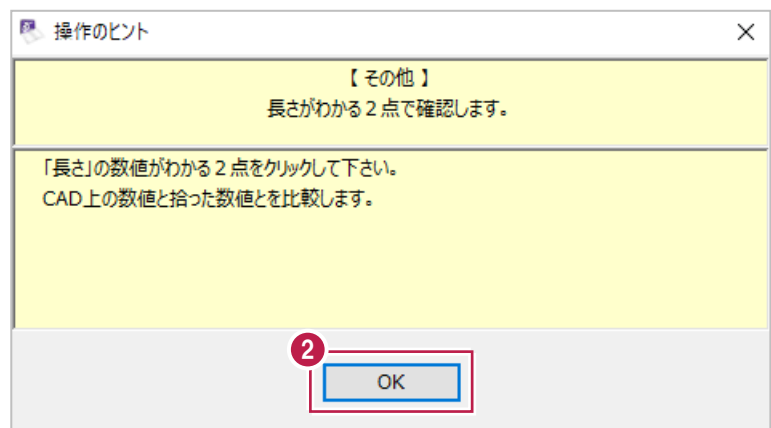 操作のヒント
【 その他 】
長さがわかる２点で確認します。
「長さ」の数値がわかる２点をクリックして下さい。
CAD上の数値と拾った数値とを比較します。
2
OK